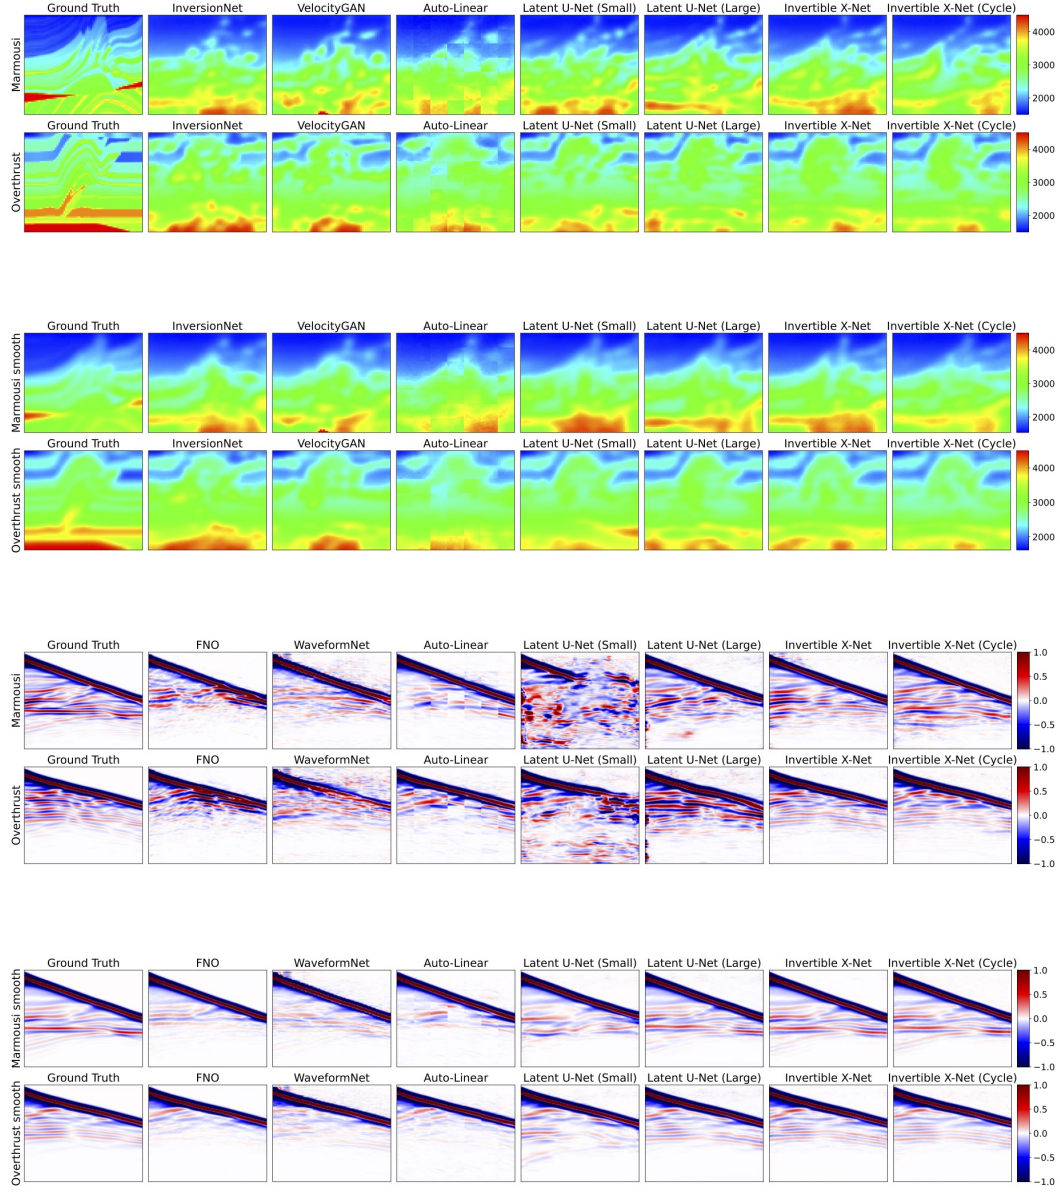 Ground Truth InversionNet VelocityGAN Auto-Linear Latent U-Net (Small) Latent U-Net (Large) Invertible X-Net Invertible X-Net (Cycle)
Marmousi
4000
3000
2000
InversionNet VelocityGAN Auto-Linear Latent U-Net (Small) Latent U-Net (Large) Invertible X-Net Invertible X-Net (Cycle)
Overthrust
4000
3000
2000
Ground Truth InversionNet VelocityGAN Auto-Linear Latent U-Net (Small) Latent U-Net (Large) Invertible X-Net Invertible X-Net (Cycle)
Marmousi smooth
4000
3000
2000
Ground Truth InversionNet VelocityGAN Auto-Linear Latent U-Net (Small) Latent U-Net (Large) Invertible X-Net Invertible X-Net (Cycle)
Overthrust smooth
4000
3000
2000
Ground Truth FNO WaveformNet Auto-Linear Latent U-Net (Small) Latent U-Net (Large) Invertible X-Net Invertible X-Net (Cycle)
Marmousi
1.0
0.5
0.0
−0.5
−1.0
Ground Truth FNO WaveformNet Auto-Linear Latent U-Net (Small) Latent U-Net (Large) Invertible X-Net Invertible X-Net (Cycle)
Overthrust
1.0
0.5
0.0
−0.5
−1.0
Ground Truth FNO WaveformNet Auto-Linear Latent U-Net (Small) Latent U-Net (Large) Invertible X-Net Invertible X-Net (Cycle)
Marmousi smooth
1.0
0.5
0.0
−0.5
−1.0
Ground Truth FNO WaveformNet Auto-Linear Latent U-Net (Small) Latent U-Net (Large) Invertible X-Net Invertible X-Net (Cycle)
Overthrust smooth
1.0
0.5
0.0
−0.5
−1.0